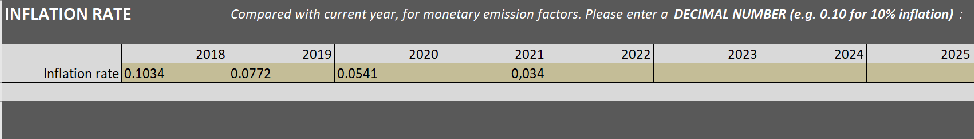 INFLATION RATE Compared with current year, for monetary emission factors. Please enter a DECIMAL NUMBER (e.g. 0.10 for 10% inflation) :
2018 2019 2020 2021 2022 2023 2024 2025
Inflation rate 0.1034 0.0772 0.0541 0,034